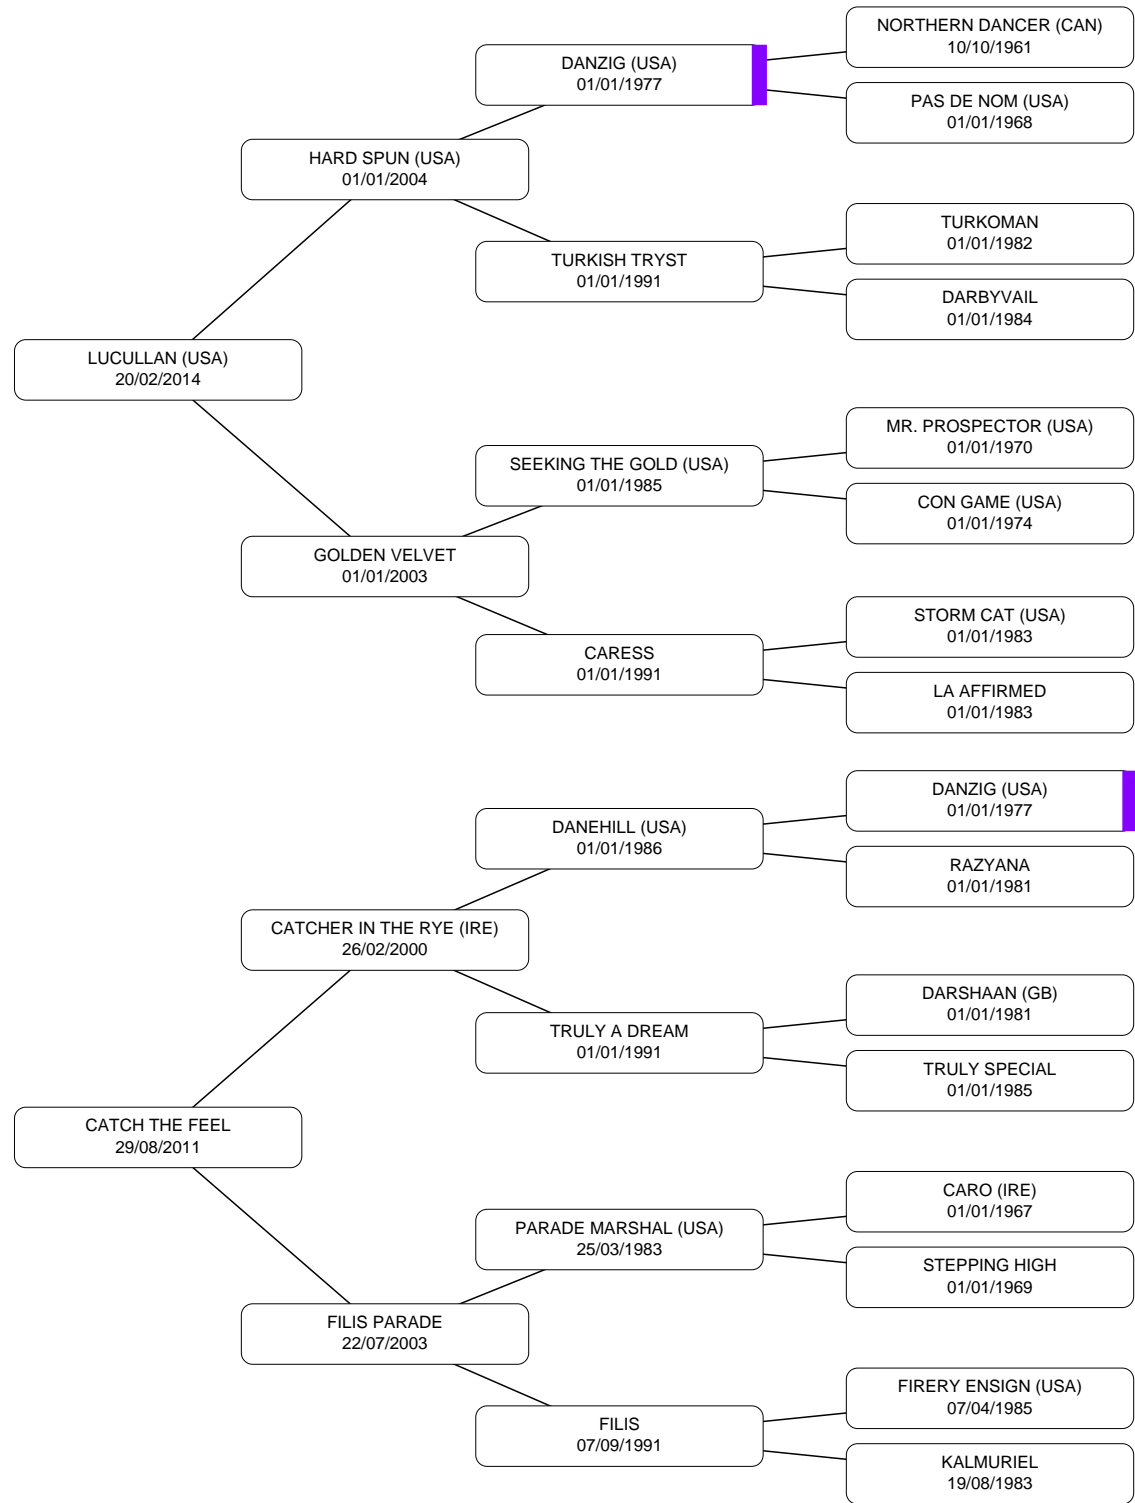 NORTHERN DANCER (CAN)
10/10/1961
DANZIG (USA)
01/01/1977
PAS DE NOM (USA)
01/01/1968
HARD SPUN (USA)
01/01/2004
TURKOMAN
01/01/1982
TURKISH TRYST
01/01/1991
DARBYVAIL
01/01/1984
LUCULLAN (USA)
20/02/2014
MR. PROSPECTOR (USA)
01/01/1970
SEEKING THE GOLD (USA)
01/01/1985
CON GAME (USA)
01/01/1974
GOLDEN VELVET
01/01/2003
STORM CAT (USA)
01/01/1983
CARESS
01/01/1991
LA AFFIRMED
01/01/1983
DANZIG (USA)
01/01/1977
DANEHILL (USA)
01/01/1986
RAZYANA
01/01/1981
CATCHER IN THE RYE (IRE)
26/02/2000
DARSHAAN (GB)
01/01/1981
TRULY A DREAM
01/01/1991
TRULY SPECIAL
01/01/1985
CATCH THE FEEL
29/08/2011
CARO (IRE)
01/01/1967
PARADE MARSHAL (USA)
25/03/1983
STEPPING HIGH
01/01/1969
FILIS PARADE
22/07/2003
FIRERY ENSIGN (USA)
07/04/1985
FILIS
07/09/1991
KALMURIEL
19/08/1983